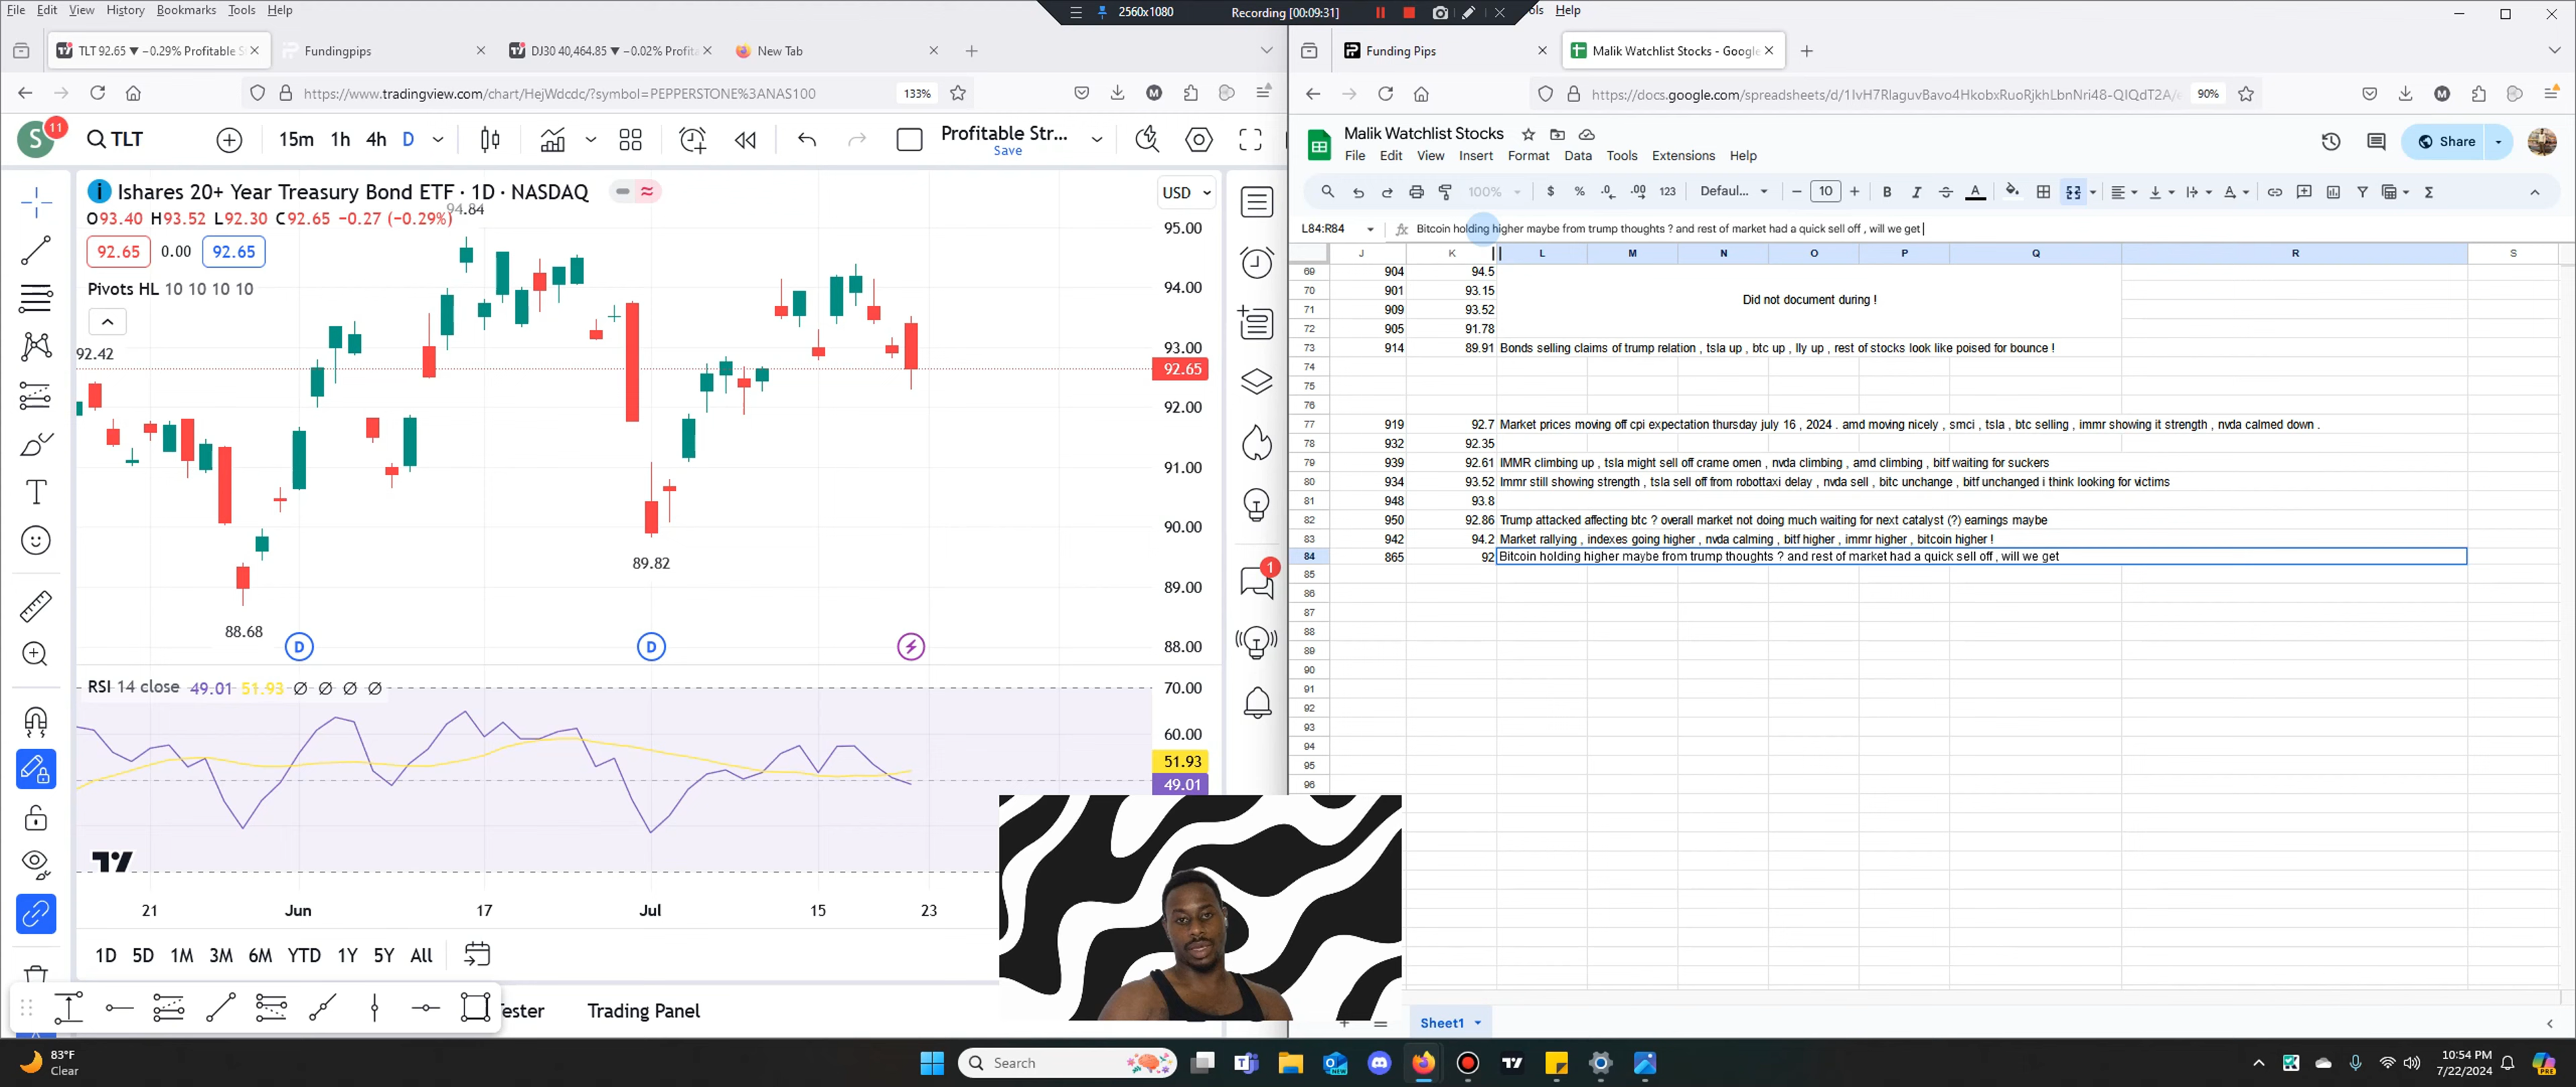 File Edit View History Bookmarks Tools Help
2560x1080 Recording [00:09:31]
ols Help
TLT 92.65 ▼ −0.29% Profitable S
Fundingpips
DJ30 40,464.85 ▼ −0.02% Profita
New Tab
Funding Pips
Malik Watchlist Stocks - Google
https://www.tradingview.com/chart/HejWdcdc/?symbol=PEPPERSTONE%3ANAS100
133%
90%
S 11
TLT
15m 1h 4h D
Profitable Str...
Save
Ishares 20+ Year Treasury Bond ETF · 1D · NASDAQ
O93.40 H93.52 L92.30 C92.65 −0.27 (−0.29%)
92.65 0.00 92.65
Pivots HL 10 10 10 10
USD
94.84
92.42
89.82
88.68
95.00
94.00
93.00
92.65
92.00
91.00
90.00
89.00
88.00
D D
RSI 14 close 49.01 51.93 ∅ ∅ ∅ ∅
70.00
60.00
51.93
49.01
21 Jun 17 Jul 15 23
1D 5D 1M 3M 6M YTD 1Y 5Y All
ester Trading Panel
1
Malik Watchlist Stocks
File Edit View Insert Format Data Tools Extensions Help
Share
100% $ % .0 .00 123 Defaul... − 10 + B I S A Σ
L84:R84 fx Bitcoin holding higher maybe from trump thoughts ? and rest of market had a quick sell off , will we get
J K L M N O P Q R S
69 904 94.5
70 901 93.15
Did not document during !
71 909 93.52
72 905 91.78
73 914 89.91 Bonds selling claims of trump relation , tsla up , btc up , lly up , rest of stocks look like poised for bounce !
74
75
76
77 919 92.7 Market prices moving off cpi expectation thursday july 16 , 2024 . amd moving nicely , smci , tsla , btc selling , immr showing it strength , nvda calmed down .
78 932 92.35
79 939 92.61 IMMR climbing up , tsla might sell off crame omen , nvda climbing , amd climbing , bitf waiting for suckers
80 934 93.52 Immr still showing strength , tsla sell off from robottaxi delay , nvda sell , bitc unchange , bitf unchanged i think looking for victims
81 948 93.8
82 950 92.86 Trump attacked affecting btc ? overall market not doing much waiting for next catalyst (?) earnings maybe
83 942 94.2 Market rallying , indexes going higher , nvda calming , bitf higher , immr higher , bitcoin higher !
84 865 92 Bitcoin holding higher maybe from trump thoughts ? and rest of market had a quick sell off , will we get
85
86
87
88
89
90
91
92
93
94
95
96
Sheet1
83°F
Clear
Search
10:54 PM
7/22/2024